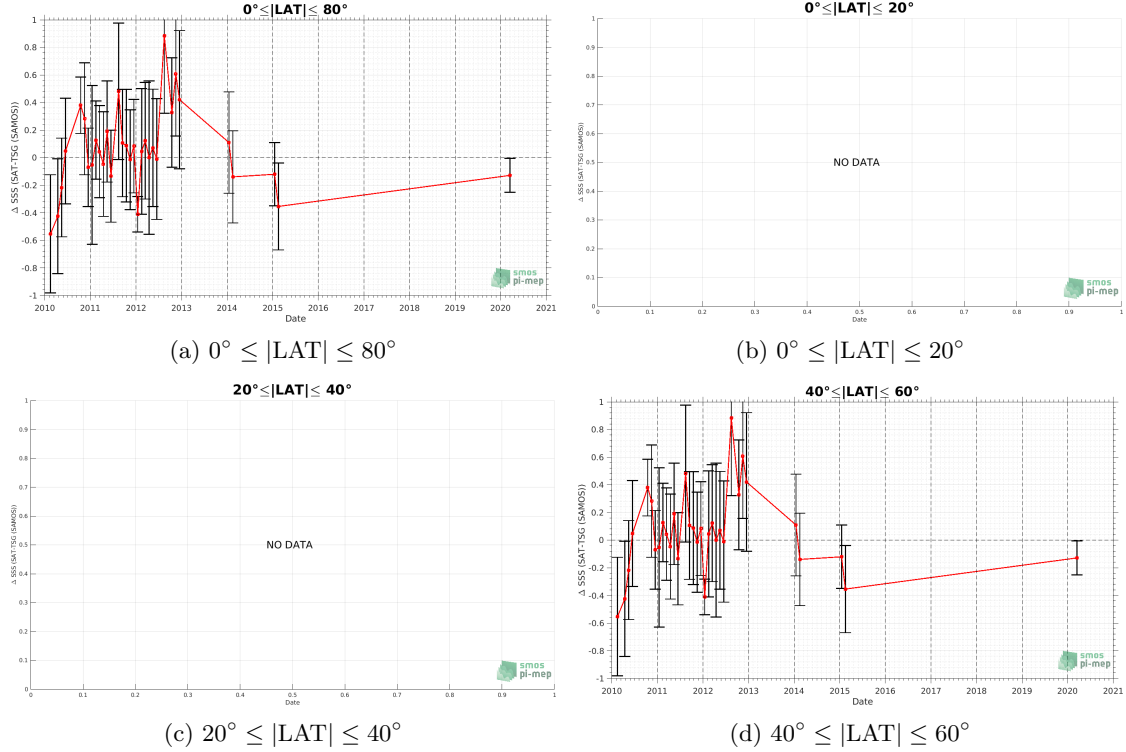 0°≤|LAT|≤ 80°
Δ SSS (SAT-TSG (SAMOS))
1
0.8
0.6
0.4
0.2
0
-0.2
-0.4
-0.6
-0.8
-1
2010 2011 2012 2013 2014 2015 2016 2017 2018 2019 2020 2021
Date
smos
pi-mep
(a) 0° ≤ |LAT| ≤ 80°
0°≤|LAT|≤ 20°
Δ SSS (SAT-TSG (SAMOS))
1
0.9
0.8
0.7
0.6
0.5
0.4
0.3
0.2
0.1
0
NO DATA
0 0.1 0.2 0.3 0.4 0.5 0.6 0.7 0.8 0.9 1
Date
smos
pi-mep
(b) 0° ≤ |LAT| ≤ 20°
20°≤|LAT|≤ 40°
Δ SSS (SAT-TSG (SAMOS))
1
0.9
0.8
0.7
0.6
0.5
0.4
0.3
0.2
0.1
0
NO DATA
0 0.1 0.2 0.3 0.4 0.5 0.6 0.7 0.8 0.9 1
Date
smos
pi-mep
(c) 20° ≤ |LAT| ≤ 40°
40°≤|LAT|≤ 60°
Δ SSS (SAT-TSG (SAMOS))
1
0.8
0.6
0.4
0.2
0
-0.2
-0.4
-0.6
-0.8
-1
2010 2011 2012 2013 2014 2015 2016 2017 2018 2019 2020 2021
Date
smos
pi-mep
(d) 40° ≤ |LAT| ≤ 60°